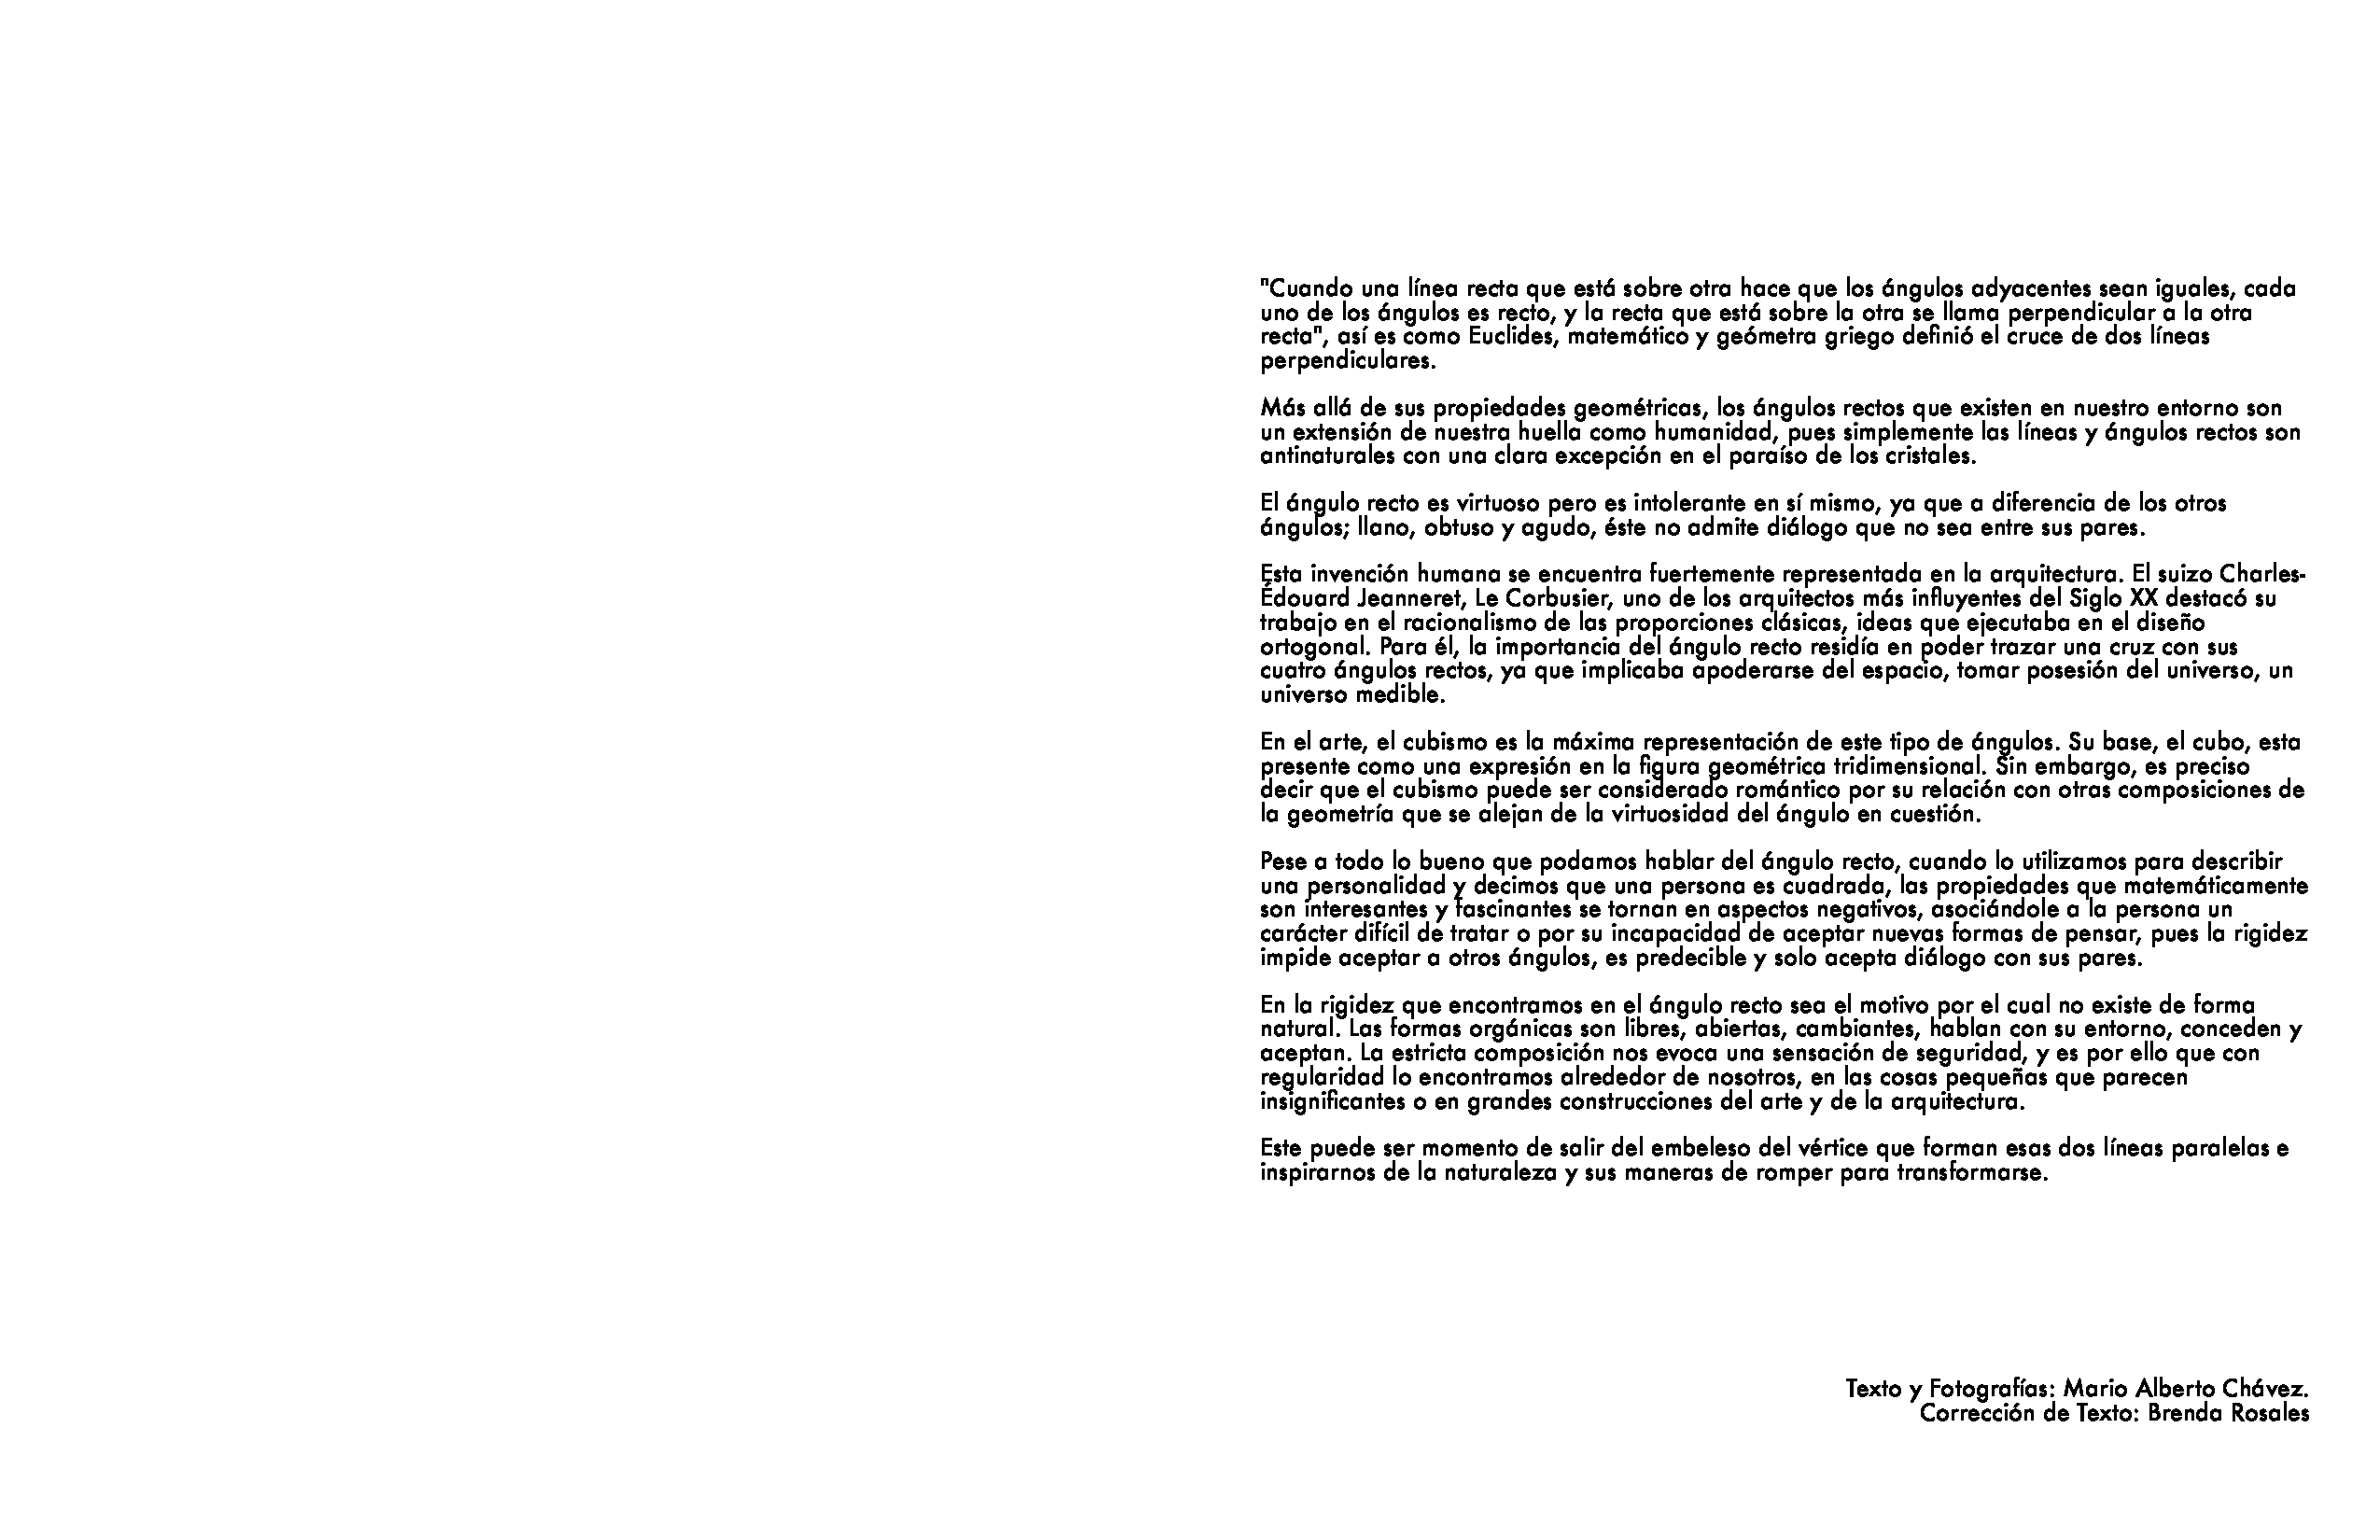 "Cuando una línea recta que está sobre otra hace que los ángulos adyacentes sean iguales, cada
uno de los ángulos es recto, y la recta que está sobre la otra se llama perpendicular a la otra
recta", así es como Euclides, matemático y geómetra griego definió el cruce de dos líneas
perpendiculares.
Más allá de sus propiedades geométricas, los ángulos rectos que existen en nuestro entorno son
un extensión de nuestra huella como humanidad, pues simplemente las líneas y ángulos rectos son
antinaturales con una clara excepción en el paraíso de los cristales.
El ángulo recto es virtuoso pero es intolerante en sí mismo, ya que a diferencia de los otros
ángulos; llano, obtuso y agudo, éste no admite diálogo que no sea entre sus pares.
Esta invención humana se encuentra fuertemente representada en la arquitectura. El suizo Charles-
Édouard Jeanneret, Le Corbusier, uno de los arquitectos más influyentes del Siglo XX destacó su
trabajo en el racionalismo de las proporciones clásicas, ideas que ejecutaba en el diseño
ortogonal. Para él, la importancia del ángulo recto residía en poder trazar una cruz con sus
cuatro ángulos rectos, ya que implicaba apoderarse del espacio, tomar posesión del universo, un
universo medible.
En el arte, el cubismo es la máxima representación de este tipo de ángulos. Su base, el cubo, esta
presente como una expresión en la figura geométrica tridimensional. Sin embargo, es preciso
decir que el cubismo puede ser considerado romántico por su relación con otras composiciones de
la geometría que se alejan de la virtuosidad del ángulo en cuestión.
Pese a todo lo bueno que podamos hablar del ángulo recto, cuando lo utilizamos para describir
una personalidad y decimos que una persona es cuadrada, las propiedades que matemáticamente
son interesantes y fascinantes se tornan en aspectos negativos, asociándole a la persona un
carácter difícil de tratar o por su incapacidad de aceptar nuevas formas de pensar, pues la rigidez
impide aceptar a otros ángulos, es predecible y solo acepta diálogo con sus pares.
En la rigidez que encontramos en el ángulo recto sea el motivo por el cual no existe de forma
natural. Las formas orgánicas son libres, abiertas, cambiantes, hablan con su entorno, conceden y
aceptan. La estricta composición nos evoca una sensación de seguridad, y es por ello que con
regularidad lo encontramos alrededor de nosotros, en las cosas pequeñas que parecen
insignificantes o en grandes construcciones del arte y de la arquitectura.
Este puede ser momento de salir del embeleso del vértice que forman esas dos líneas paralelas e
inspirarnos de la naturaleza y sus maneras de romper para transformarse.
Texto y Fotografías: Mario Alberto Chávez.
Corrección de Texto: Brenda Rosales